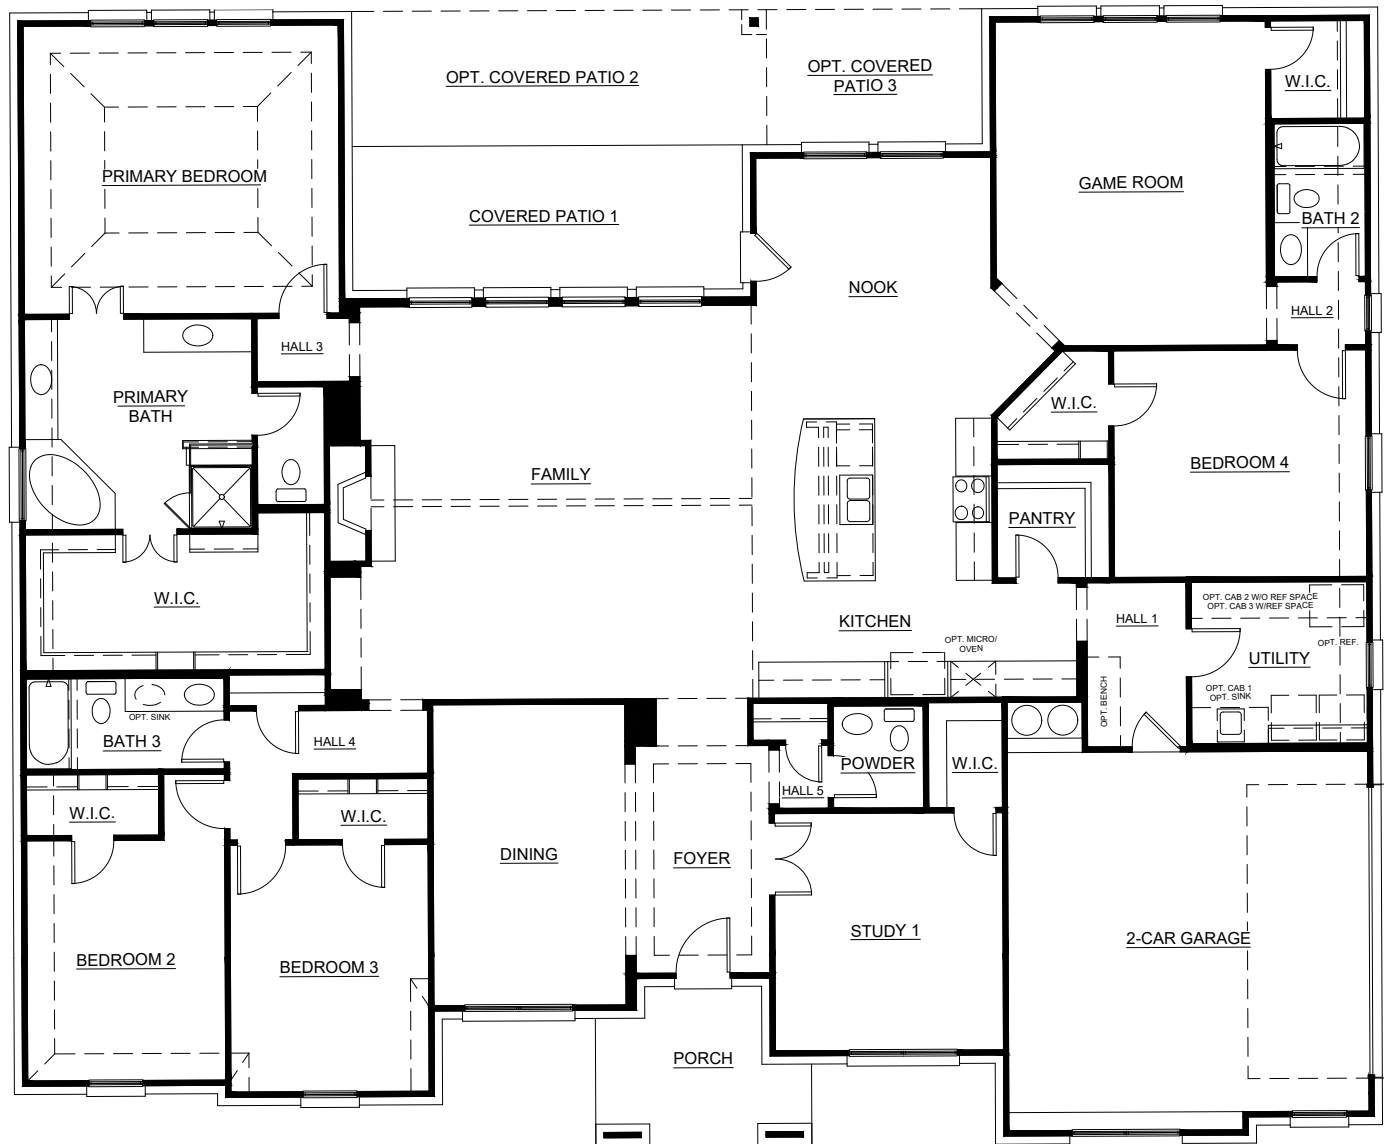 OPT. COVERED PATIO 2
OPT. COVERED
PATIO 3
W.I.C.
PRIMARY BEDROOM
GAME ROOM
COVERED PATIO 1
BATH 2
NOOK
HALL 2
HALL 3
PRIMARY
BATH
W.I.C.
FAMILY
BEDROOM 4
PANTRY
W.I.C.
OPT. CAB 2 W/O REF SPACE
OPT. CAB 3 W/REF SPACE
KITCHEN
HALL 1
OPT. MICRO/
OVEN
OPT. REF.
UTILITY
OPT. CAB 1
OPT. SINK
OPT. BENCH
OPT. SINK
BATH 3
HALL 4
POWDER
W.I.C.
HALL 5
W.I.C.
W.I.C.
DINING
FOYER
STUDY 1
2-CAR GARAGE
BEDROOM 2
BEDROOM 3
PORCH